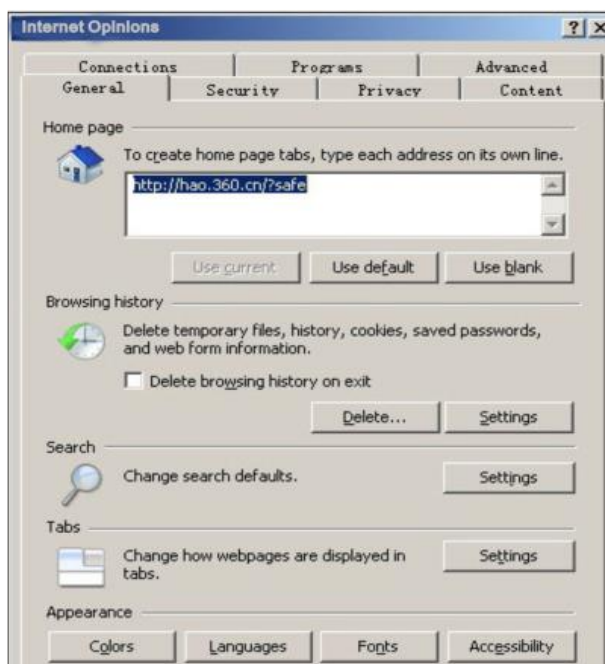 Internet Opinions
Connections Programs Advanced
General Security Privacy Content
Home page
To create home page tabs, type each address on its own line.
http://hao.360.cn/?safe
Use current Use default Use blank
Browsing history
Delete temporary files, history, cookies, saved passwords,
and web form information.
Delete browsing history on exit
Delete... Settings
Search
Change search defaults. Settings
Tabs
Change how webpages are displayed in Settings
tabs.
Appearance
Colors Languages Fonts Accessibility